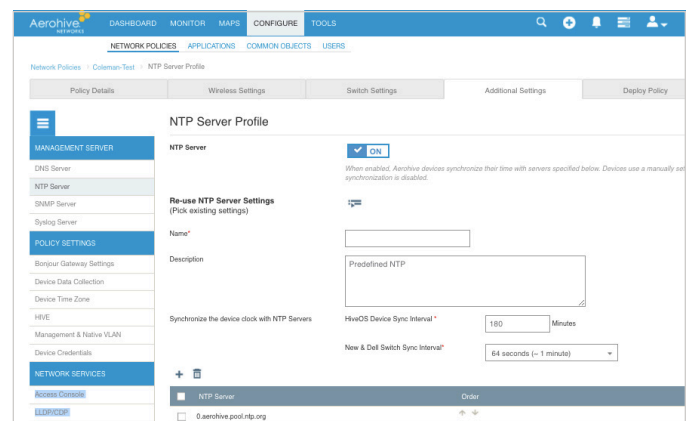 Aerohive
NETWORKS
DASHBOARD MONITOR MAPS CONFIGURE TOOLS
NETWORK POLICIES APPLICATIONS COMMON OBJECTS USERS
Network Policies Coleman-Test NTP Server Profile
Policy Details Wireless Settings Switch Settings Additional Settings Deploy Policy
NTP Server Profile
MANAGEMENT SERVER
DNS Server
NTP Server
SNMP Server
Syslog Server
POLICY SETTINGS
Bonjour Gateway Settings
Device Data Collection
Device Time Zone
HIVE
Management & Native VLAN
Device Credentials
NETWORK SERVICES
Access Console
LLDP/CDP
NTP Server
ON
When enabled, Aerohive devices synchronize their time with servers specified below. Devices use a manually set
synchronization is disabled.
Re-use NTP Server Settings
(Pick existing settings)
Name*
Description
Predefined NTP
Synchronize the device clock with NTP Servers
HiveOS Device Sync Interval *
180 Minutes
New & Dell Switch Sync Interval*
64 seconds (~ 1 minute)
NTP Server Order
0.aerohive.pool.ntp.org